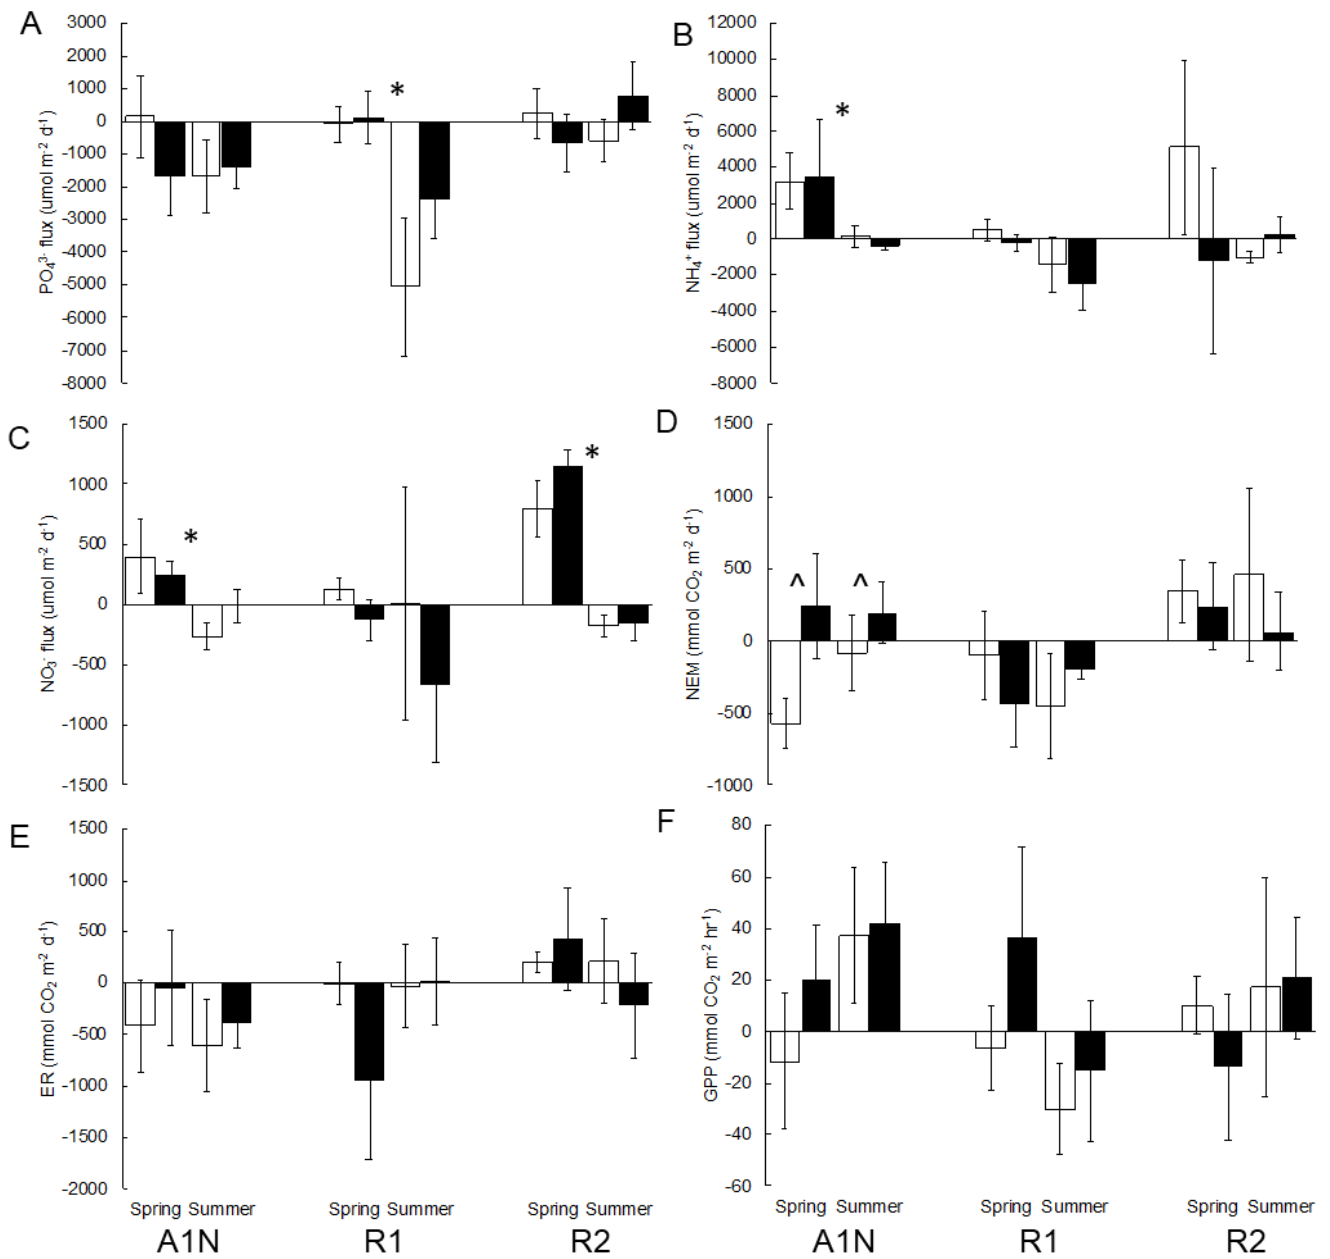 A
3000
2000
1000
0
-1000
-2000
-3000
-4000
-5000
-6000
-7000
-8000
PO₄³⁻ flux (umol m⁻² d⁻¹)
*
B
12000
10000
8000
6000
4000
2000
0
-2000
-4000
-6000
-8000
NH₄⁺ flux (umol m⁻² d⁻¹)
*
C
1500
1000
500
0
-500
-1000
-1500
NO₃⁻ flux (umol m⁻² d⁻¹)
*
*
D
1500
1000
500
0
-500
-1000
NEM (mmol CO₂ m⁻² d⁻¹)
^
^
E
1500
1000
500
0
-500
-1000
-1500
-2000
ER (mmol CO₂ m⁻² d⁻¹)
Spring Summer
Spring Summer
Spring Summer
A1N
R1
R2
F
80
60
40
20
0
-20
-40
-60
GPP (mmol CO₂ m⁻² hr¹)
Spring Summer
Spring Summer
Spring Summer
A1N
R1
R2